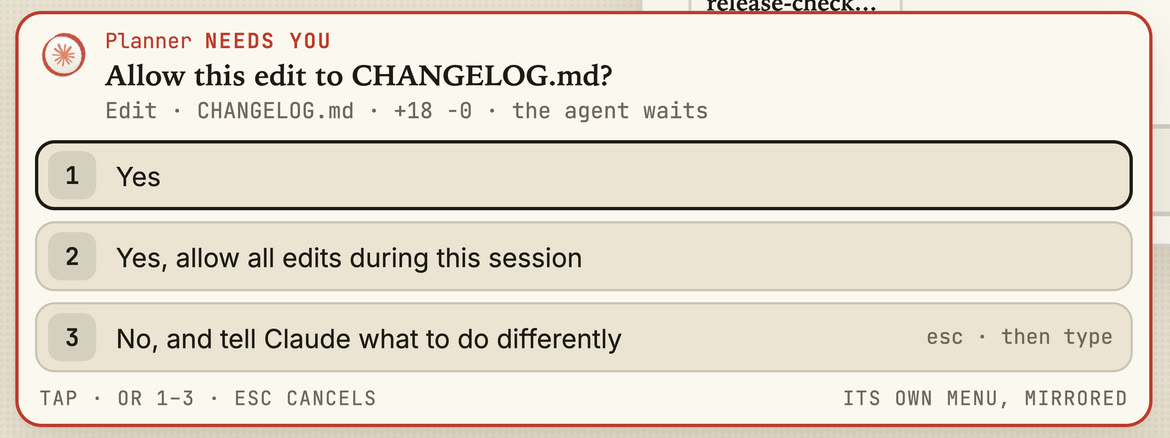 release-check…
Planner NEEDS YOU
Allow this edit to CHANGELOG.md?
Edit · CHANGELOG.md · +18 -0 · the agent waits
1 Yes
2 Yes, allow all edits during this session
3 No, and tell Claude what to do differently esc · then type
TAP · OR 1–3 · ESC CANCELS ITS OWN MENU, MIRRORED